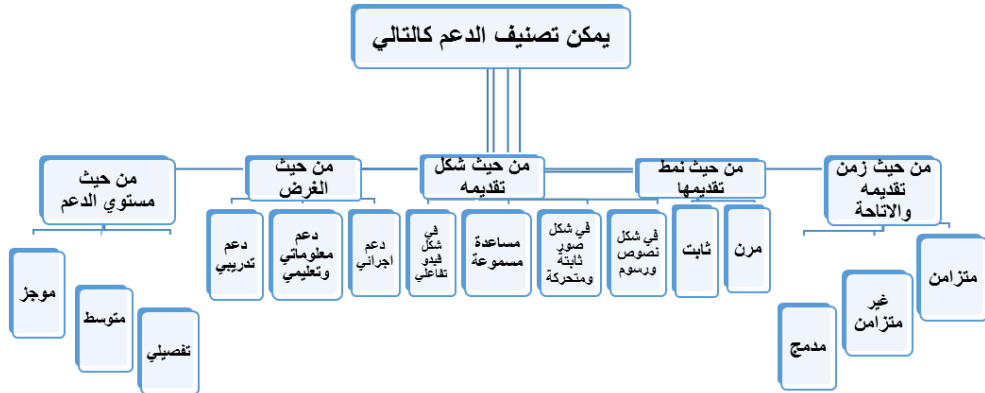 يمكن تصنيف الدعم كالتالي
من حيث زمن
تقديمه
والاتاحة
من حيث نمط
تقديمها
من حيث شكل
تقديمه
من حيث
الغرض
من حيث
مستوي الدعم
متزامن
غير
متزامن
مدمج
مرن
ثابت
في شكل
نصوص
ورسوم
في شكل
صور
ثابتة
ومتحركة
مساعدة
مسموعة
في
شكل
فيدو
تفاعلي
دعم
اجرائي
دعم
معلوماتي
وتعليمي
دعم
تدريبي
تفصيلي
متوسط
موجز